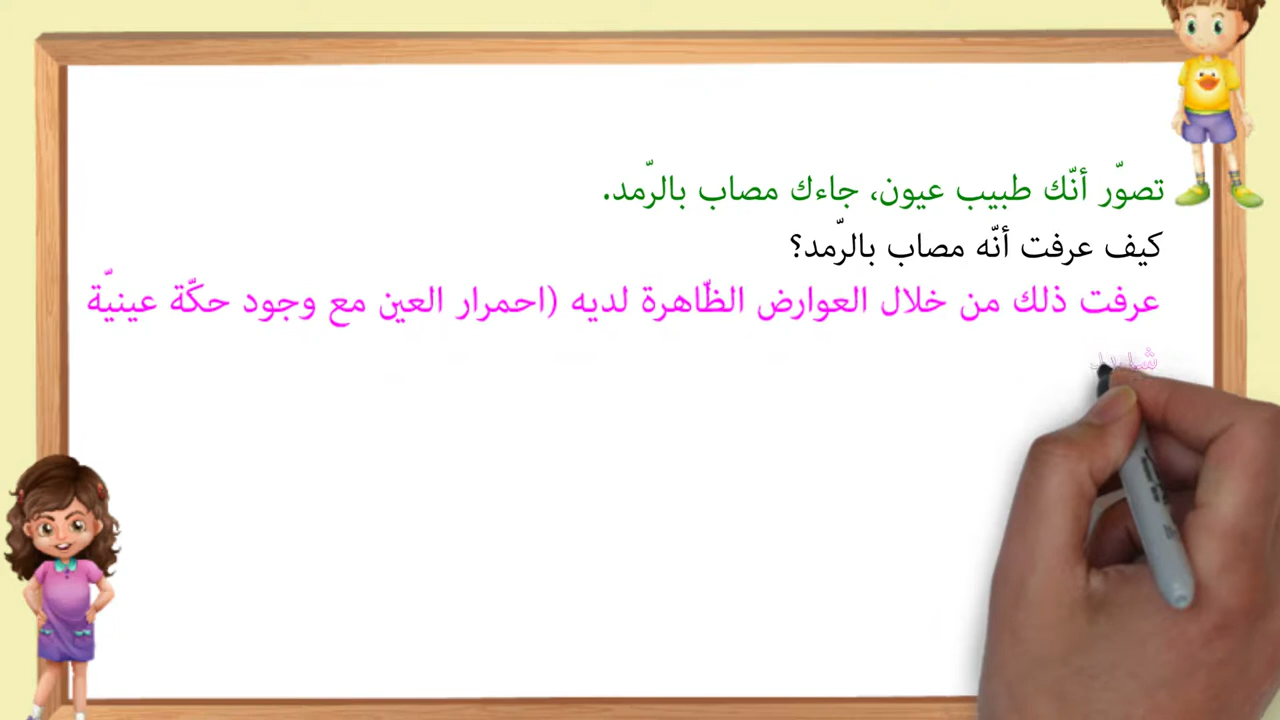 تصوّر أنّك طبيب عيون، جاءك مصاب بالرّمد.
كيف عرفت أنّه مصاب بالرّمد؟
عرفت ذلك من خلال العوارض الظّاهرة لديه (احمرار العين مع وجود حكّة عينيّة